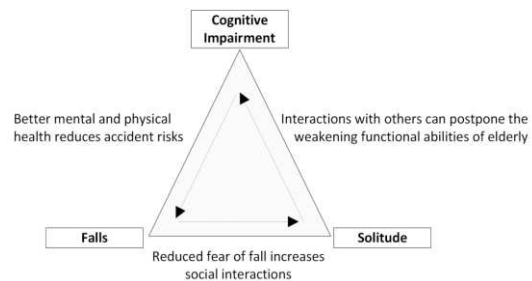 Cognitive
Impairment
Better mental and physical
health reduces accident risks
Interactions with others can postpone the
weakening functional abilities of elderly
Falls
Solitude
Reduced fear of fall increases
social interactions